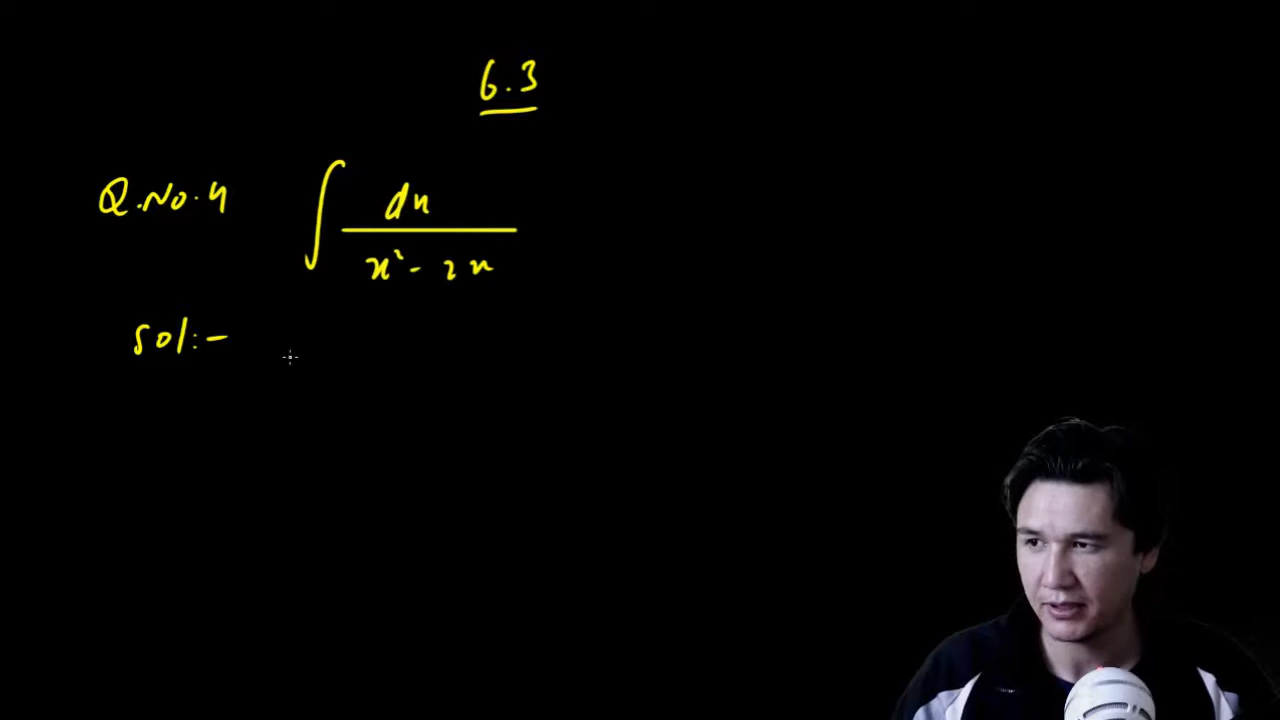 6.3
Q.No.4 ∫ dx / x² - 2x
Sol:-